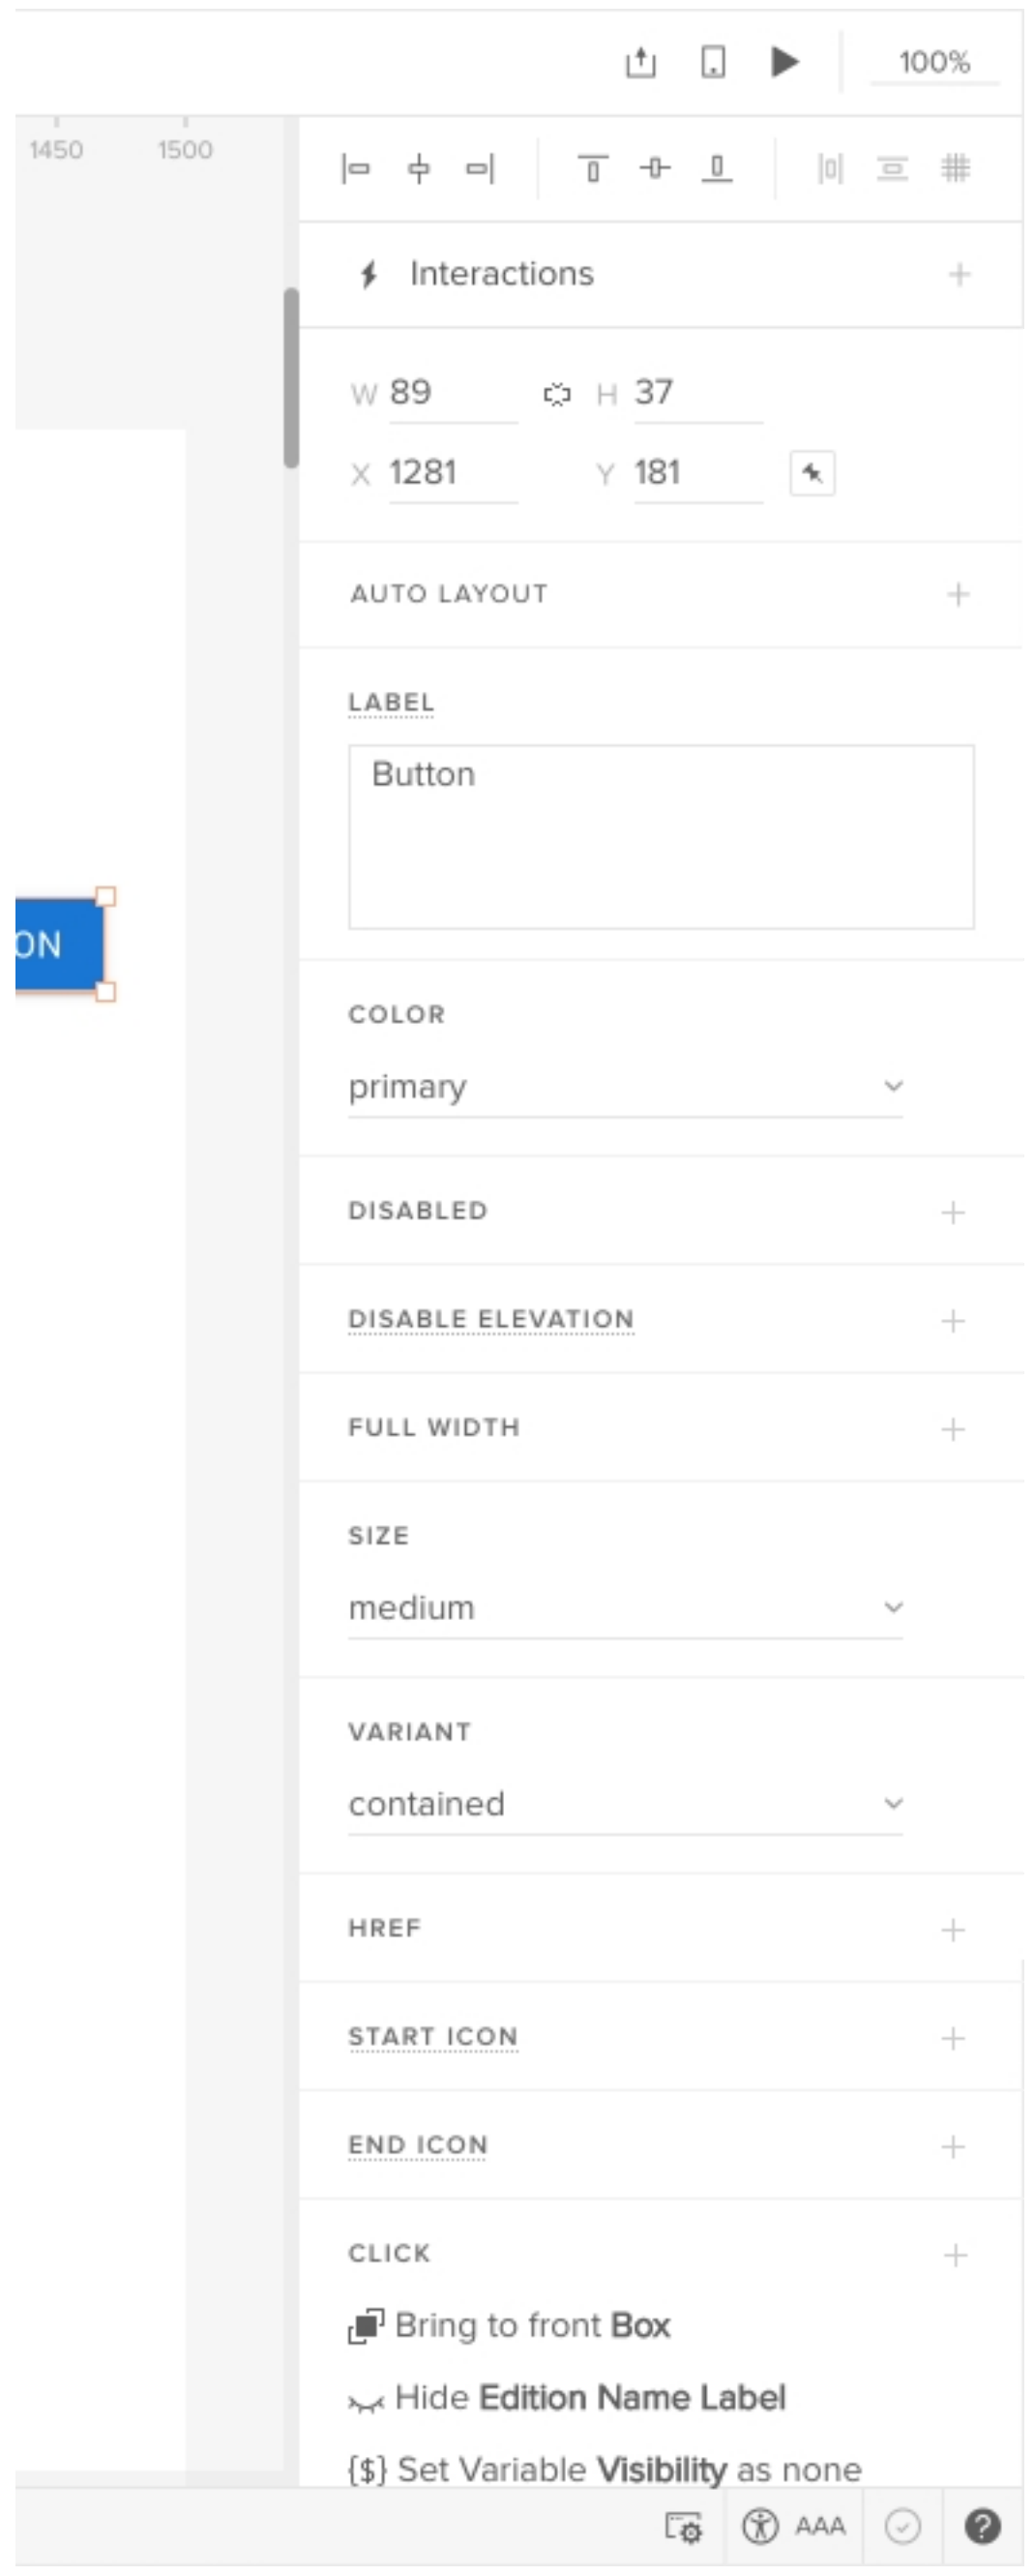 100%
1450 1500
Interactions
W 89 H 37
X 1281 Y 181
AUTO LAYOUT
LABEL
Button
ON
COLOR
primary
DISABLED
DISABLE ELEVATION
FULL WIDTH
SIZE
medium
VARIANT
contained
HREF
START ICON
END ICON
CLICK
Bring to front Box
Hide Edition Name Label
{$} Set Variable Visibility as none
AAA
?